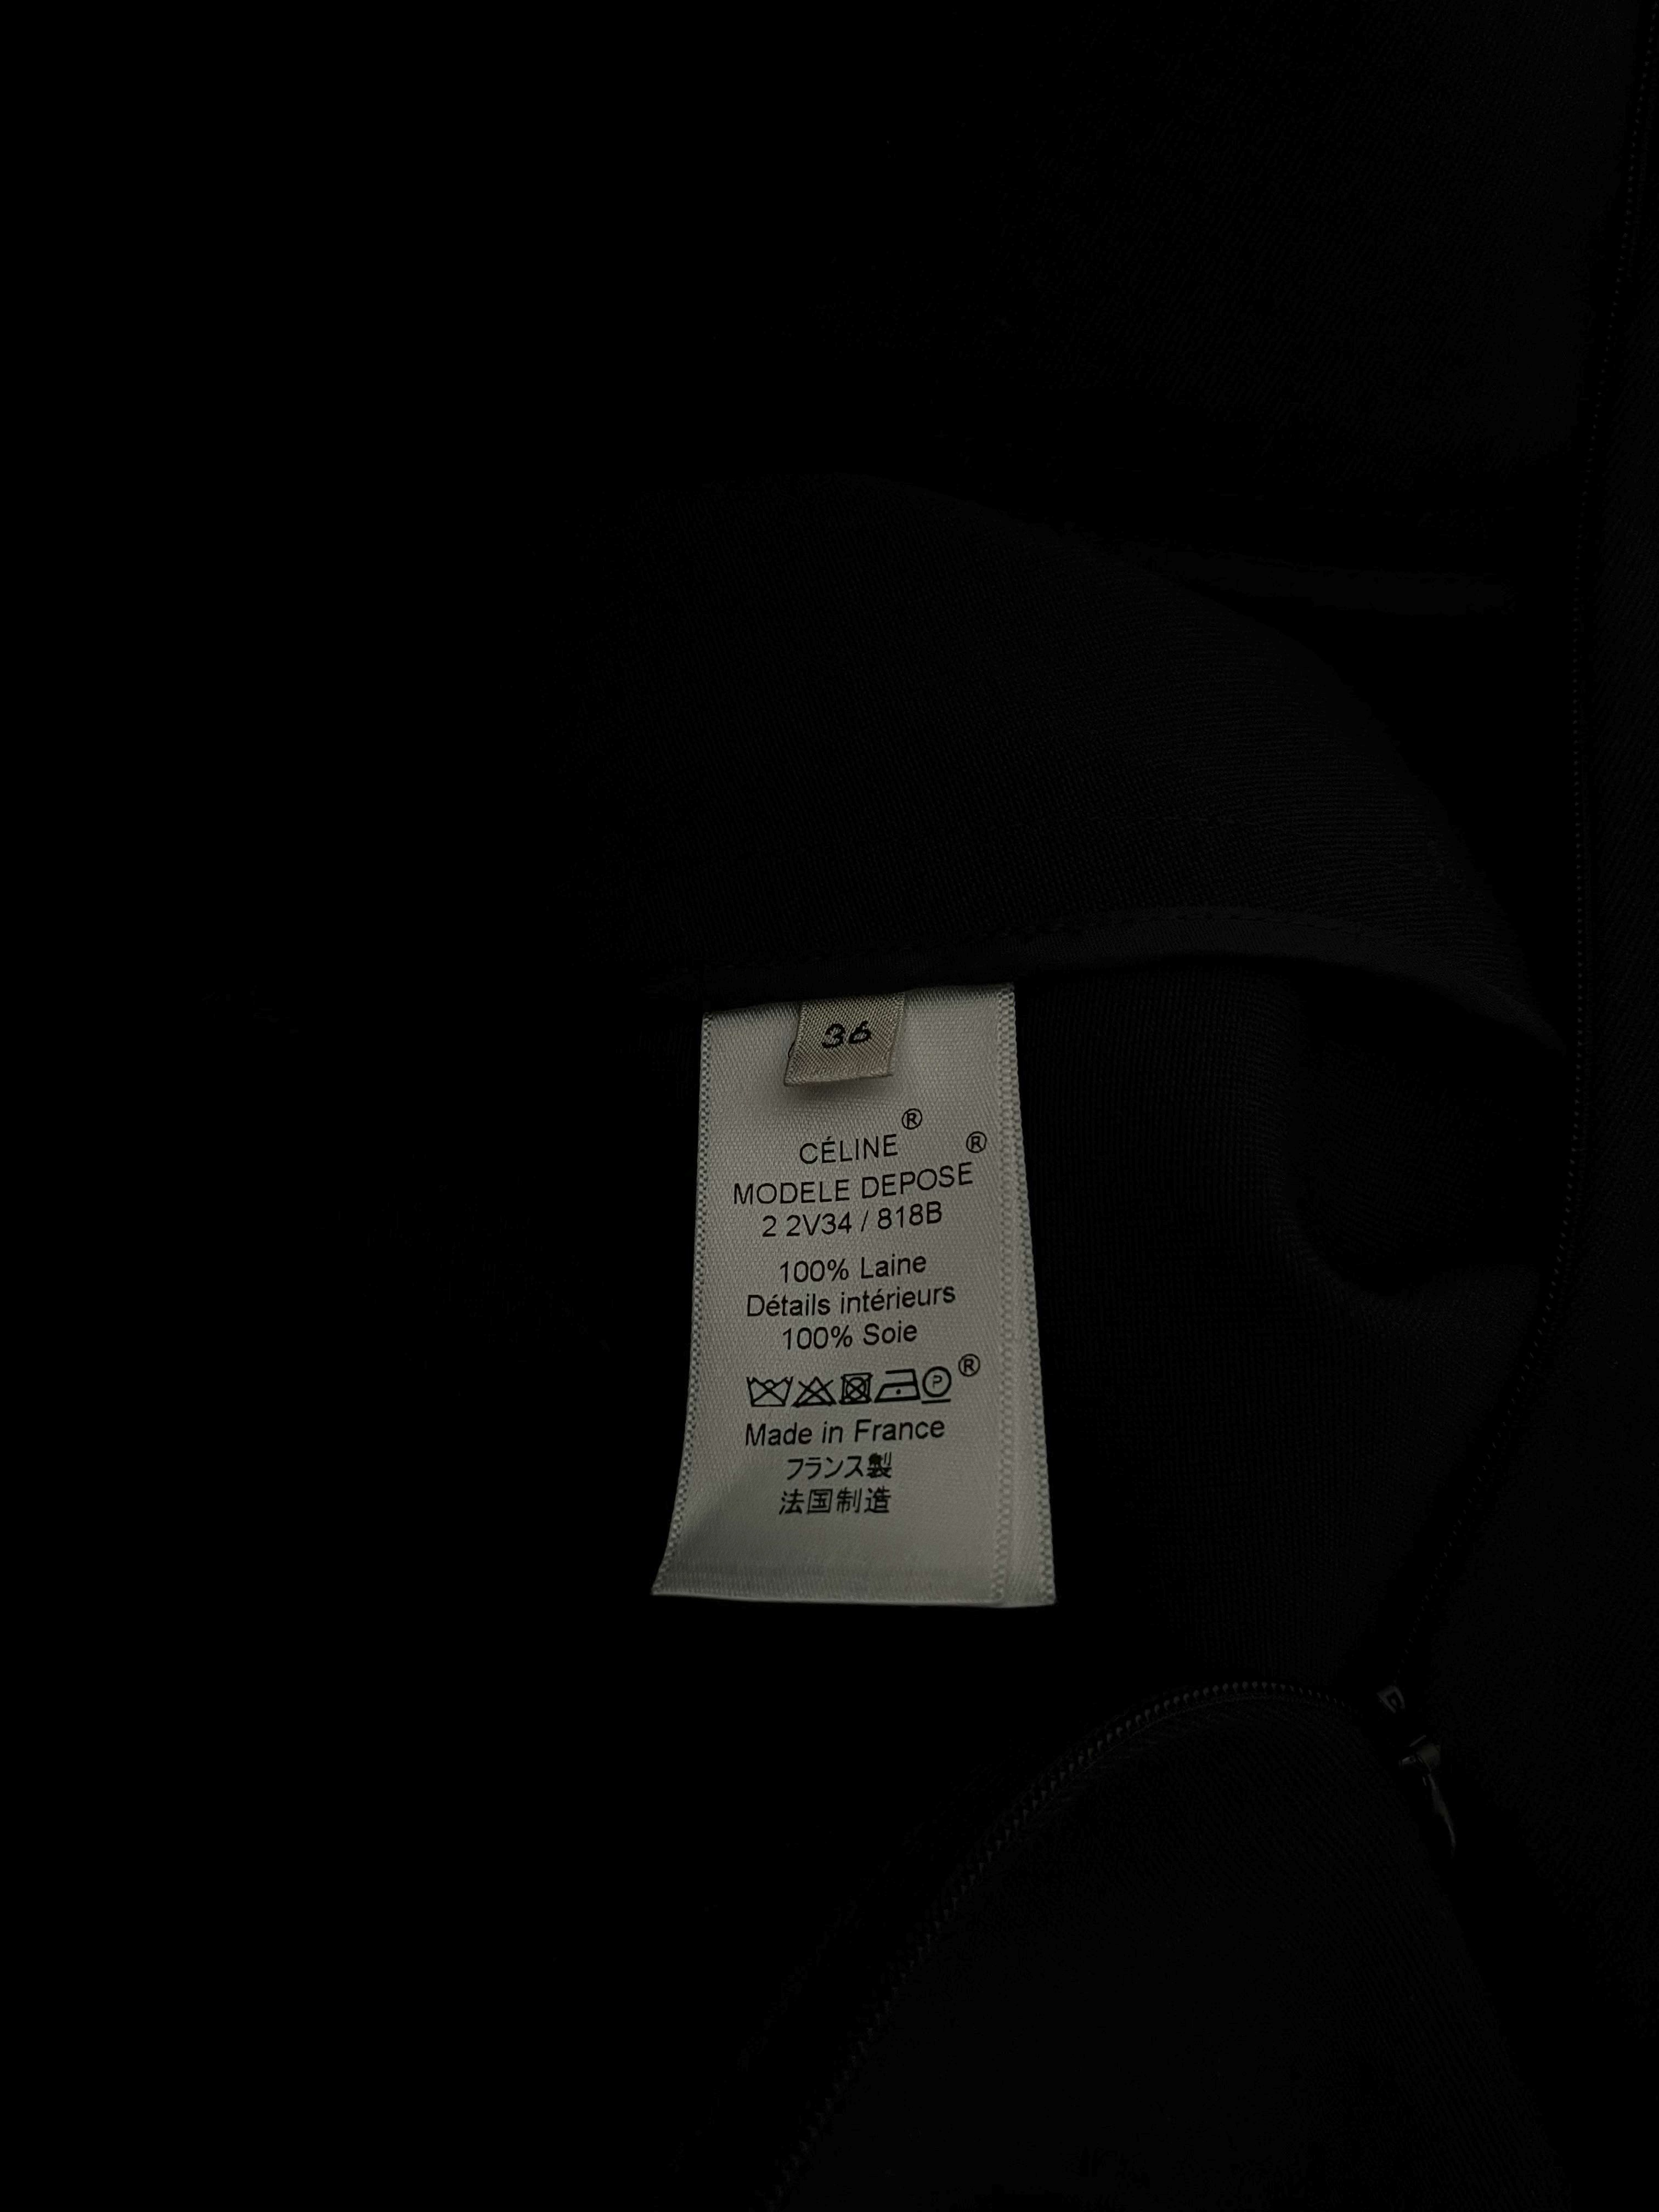 36
CÉLINE®
MODELE DEPOSE®
2 2V34 / 818B
100% Laine
Détails intérieurs
100% Soie
P ®
Made in France
フランス製
法国制造